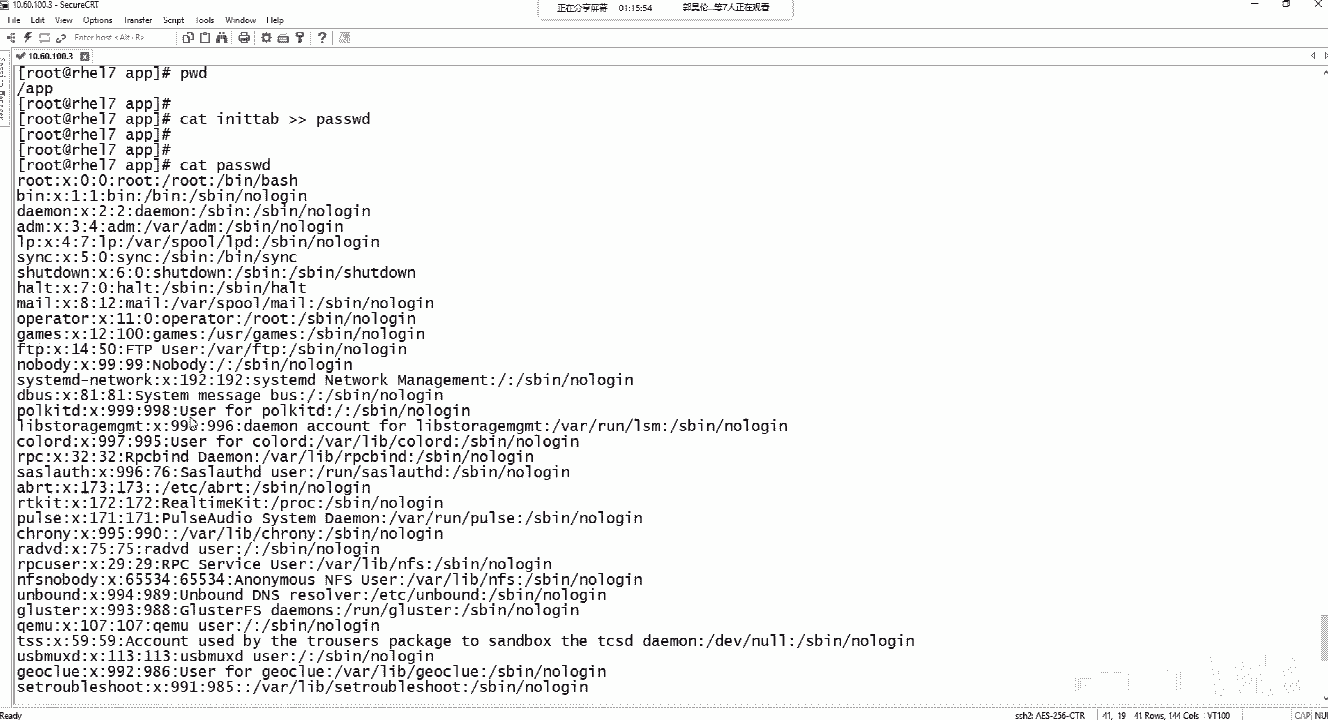 10.60.100.3 - SecureCRT
正在分享屏幕 01:15:54 郭昊伦...等7人正在观看
File Edit View Options Transfer Script Tools Window Help
Enter host <Alt+R>
10.60.100.3
[root@rhel7 app]# pwd
/app
[root@rhel7 app]#
[root@rhel7 app]# cat inittab >> passwd
[root@rhel7 app]#
[root@rhel7 app]#
[root@rhel7 app]# cat passwd
root:x:0:0:root:/root:/bin/bash
bin:x:1:1:bin:/bin:/sbin/nologin
daemon:x:2:2:daemon:/sbin:/sbin/nologin
adm:x:3:4:adm:/var/adm:/sbin/nologin
lp:x:4:7:lp:/var/spool/lpd:/sbin/nologin
sync:x:5:0:sync:/sbin:/bin/sync
shutdown:x:6:0:shutdown:/sbin:/sbin/shutdown
halt:x:7:0:halt:/sbin:/sbin/halt
mail:x:8:12:mail:/var/spool/mail:/sbin/nologin
operator:x:11:0:operator:/root:/sbin/nologin
games:x:12:100:games:/usr/games:/sbin/nologin
ftp:x:14:50:FTP User:/var/ftp:/sbin/nologin
nobody:x:99:99:Nobody:/:/sbin/nologin
systemd-network:x:192:192:systemd Network Management:/:/sbin/nologin
dbus:x:81:81:System message bus:/:/sbin/nologin
polkitd:x:999:998:User for polkitd:/:/sbin/nologin
libstoragemgmt:x:998:996:daemon account for libstoragemgmt:/var/run/lsm:/sbin/nologin
colord:x:997:995:User for colord:/var/lib/colord:/sbin/nologin
rpc:x:32:32:Rpcbind Daemon:/var/lib/rpcbind:/sbin/nologin
saslauth:x:996:76:Saslauthd user:/run/saslauthd:/sbin/nologin
abrt:x:173:173::/etc/abrt:/sbin/nologin
rtkit:x:172:172:RealtimeKit:/proc:/sbin/nologin
pulse:x:171:171:PulseAudio System Daemon:/var/run/pulse:/sbin/nologin
chrony:x:995:990::/var/lib/chrony:/sbin/nologin
radvd:x:75:75:radvd user:/:/sbin/nologin
rpcuser:x:29:29:RPC Service User:/var/lib/nfs:/sbin/nologin
nfsnobody:x:65534:65534:Anonymous NFS User:/var/lib/nfs:/sbin/nologin
unbound:x:994:989:Unbound DNS resolver:/etc/unbound:/sbin/nologin
gluster:x:993:988:GlusterFS daemons:/run/gluster:/sbin/nologin
qemu:x:107:107:qemu user:/:/sbin/nologin
tss:x:59:59:Account used by the trousers package to sandbox the tcsd daemon:/dev/null:/sbin/nologin
usbmuxd:x:113:113:usbmuxd user:/:/sbin/nologin
geoclue:x:992:986:User for geoclue:/var/lib/geoclue:/sbin/nologin
setroubleshoot:x:991:985::/var/lib/setroubleshoot:/sbin/nologin
Ready ssh2: AES-256-CTR 41, 19 41 Rows, 144 Cols VT100 CAP NUM